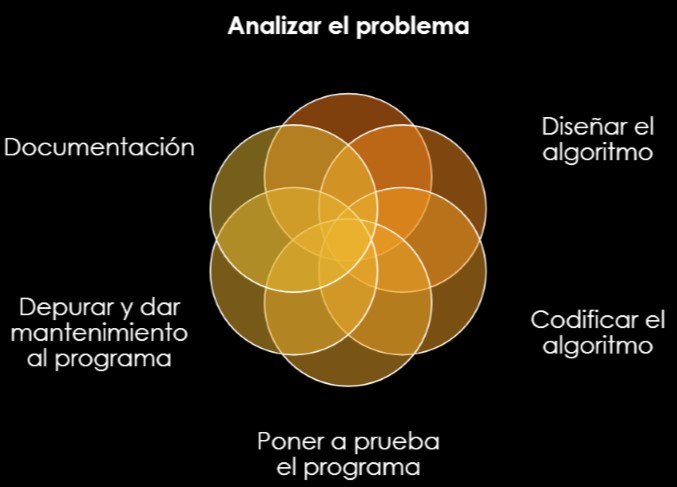 Analizar el problema
Diseñar el
algoritmo
Codificar el
algoritmo
Poner a prueba
el programa
Depurar y dar
mantenimiento
al programa
Documentación